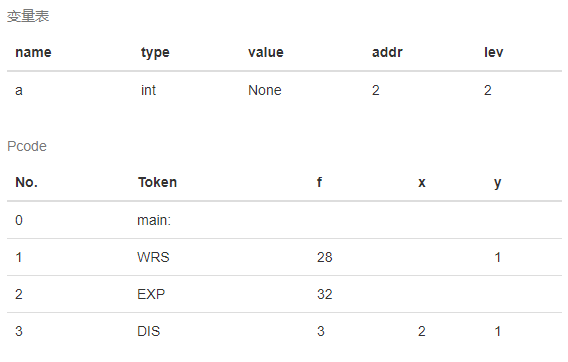 变量表
name type value addr lev
a int None 2 2
Pcode
No. Token f x y
0 main:
1 WRS 28 1
2 EXP 32
3 DIS 3 2 1